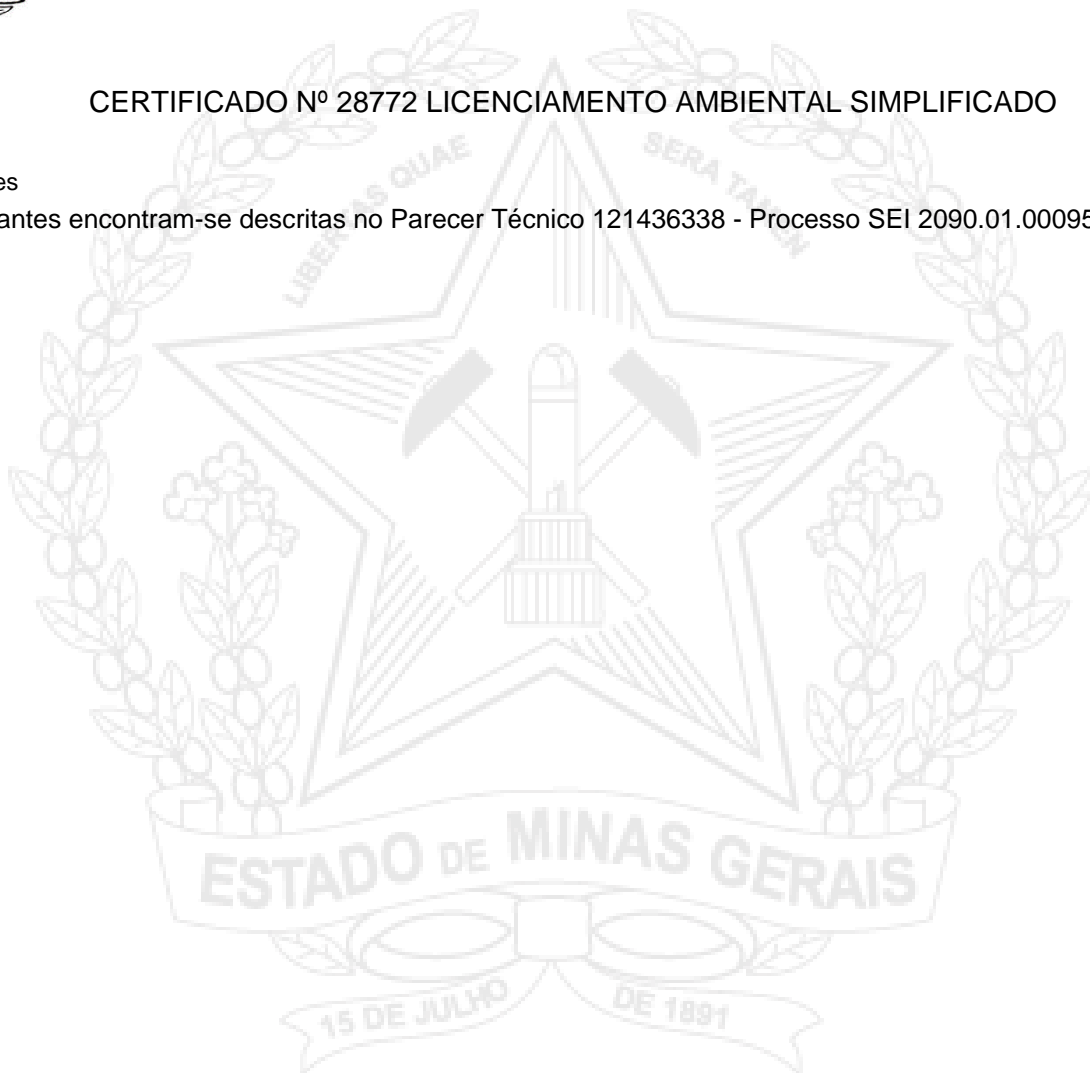 CERTIFICADO Nº 28772 LICENCIAMENTO AMBIENTAL SIMPLIFICADO
es
antes encontram-se descritas no Parecer Técnico 121436338 - Processo SEI 2090.01.00095
LIBERTAS QUAE SERA TAMEN
ESTADO DE MINAS GERAIS
15 DE JULHO DE 1891